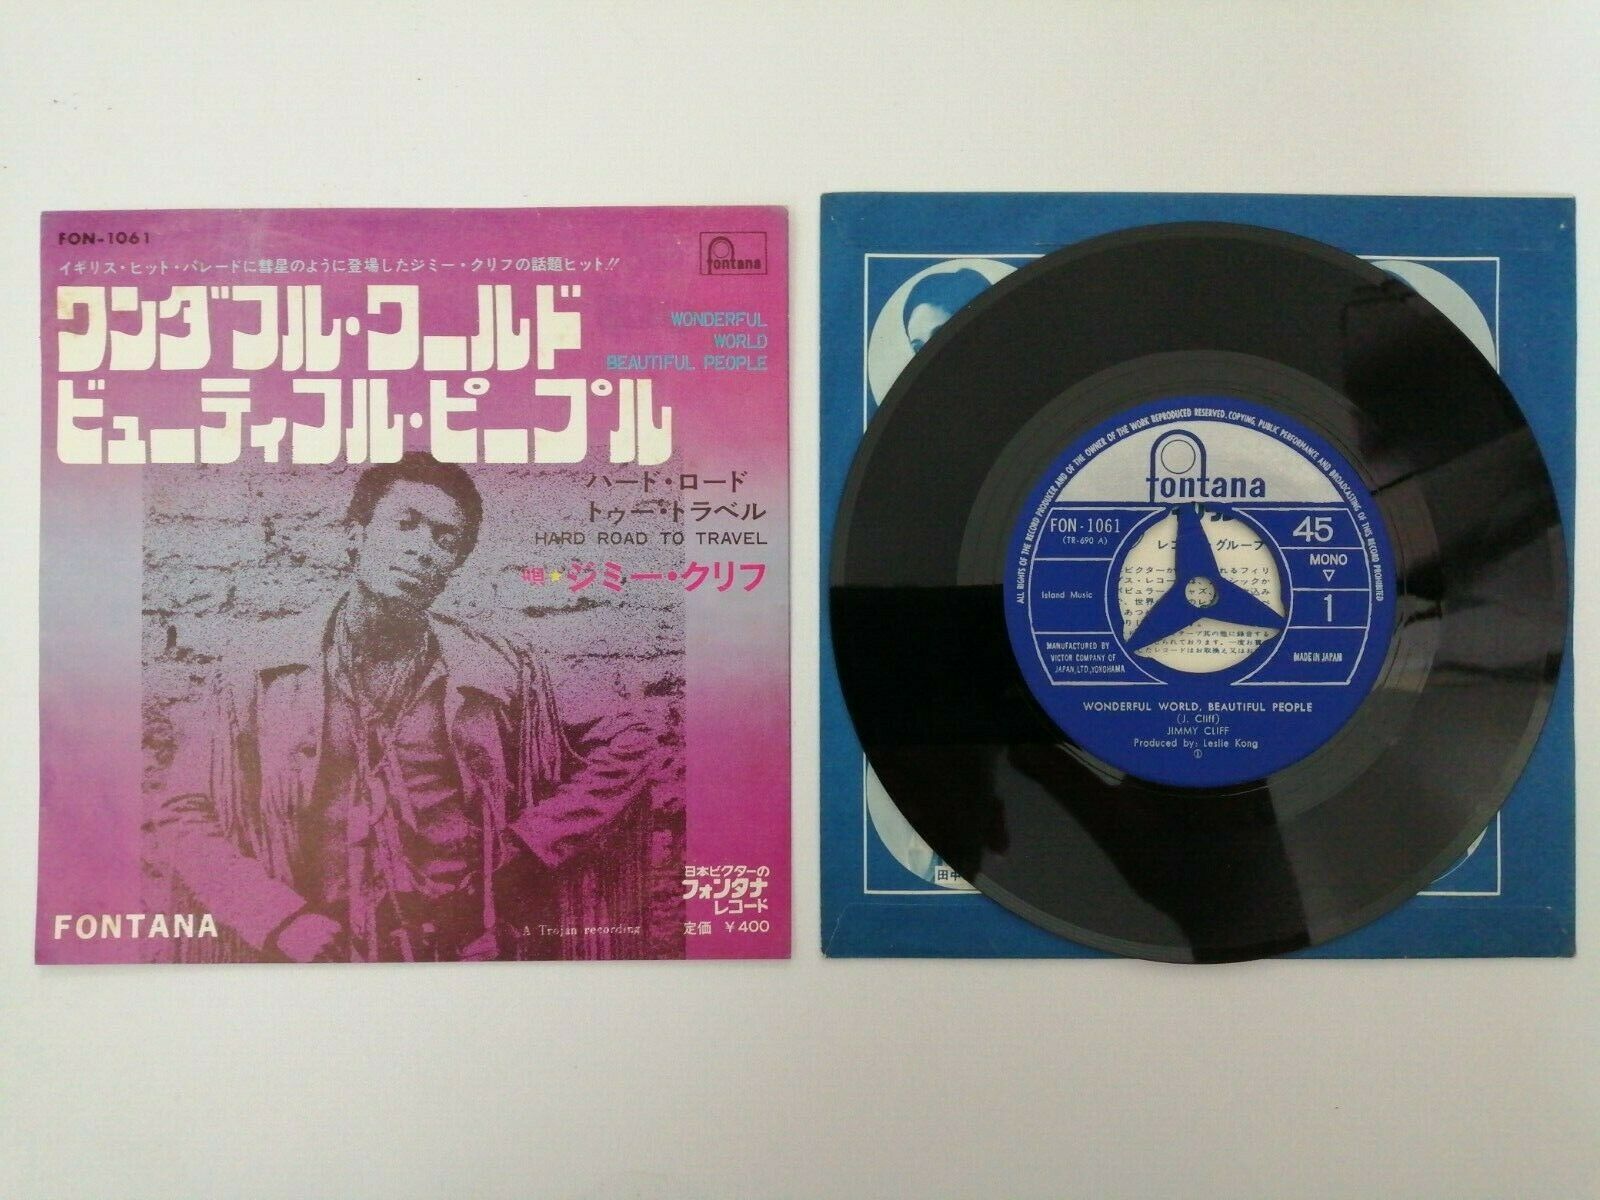 FON-1061
fontana
イギリス・ヒット・パレードに彗星のように登場したジミー・クリフの話題ヒット!!
ワンダフル・ワールド
ビューティフル・ピープル
WONDERFUL
WORLD
BEAUTIFUL PEOPLE
ハード・ロード
トゥー・トラベル
HARD ROAD TO TRAVEL
唄★ジミー・クリフ
日本ビクターの
フォンタナ
レコード
定価 ¥400
A Trojan recording
FONTANA
ALL RIGHTS OF THE RECORD PRODUCER AND OF THE OWNER OF THE WORK REPRODUCED RESERVED. COPYING, PUBLIC PERFORMANCE AND BROADCASTING OF THIS RECORD PROHIBITED
fontana
FON-1061
(TR-690 A)
45
MONO
▽
1
Island Music
MANUFACTURED BY
VICTOR COMPANY OF
JAPAN, LTD., YOKOHAMA
MADE IN JAPAN
WONDERFUL WORLD, BEAUTIFUL PEOPLE
(J. Cliff)
JIMMY CLIFF
Produced by: Leslie Kong
レコ
グループ
田中